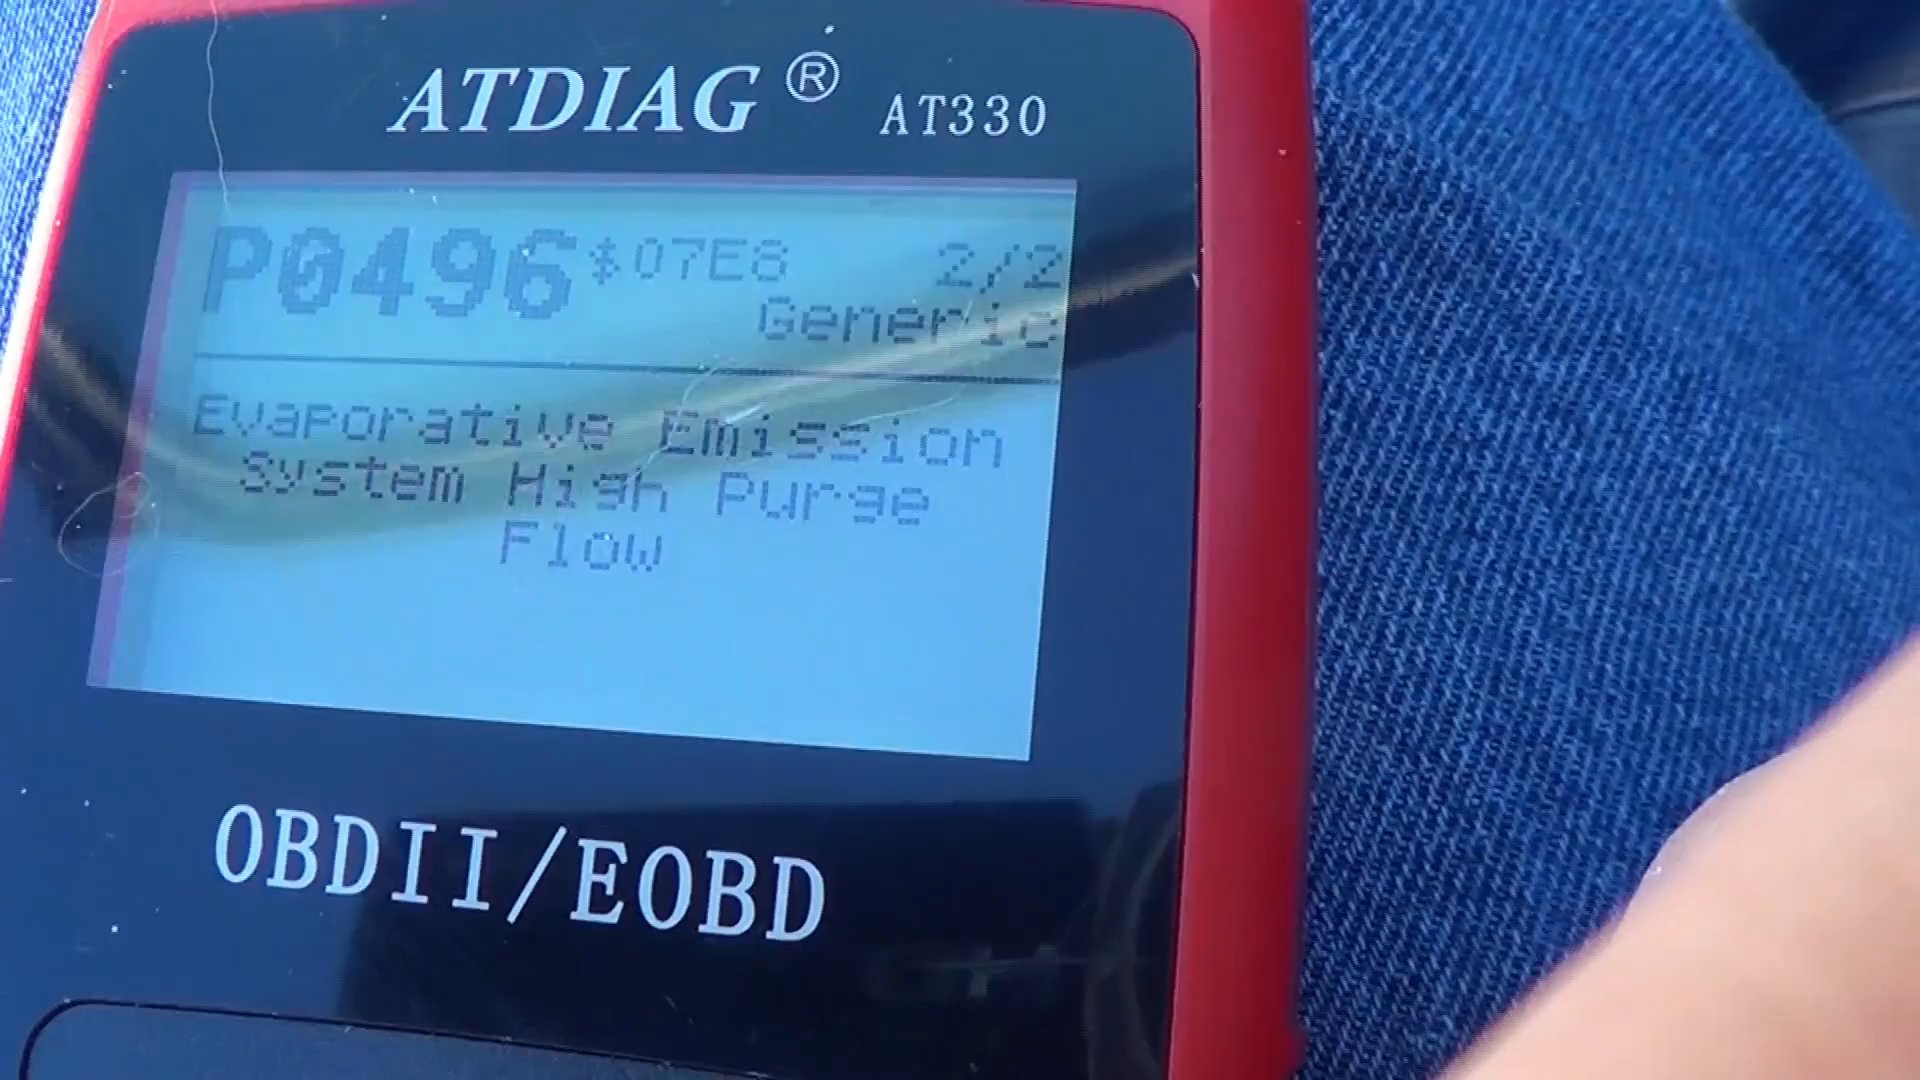 ATDIAG ® AT330
P0496 $07E8 2/2
Generic
Evaporative Emission
System High Purge
Flow
OBDII/EOBD